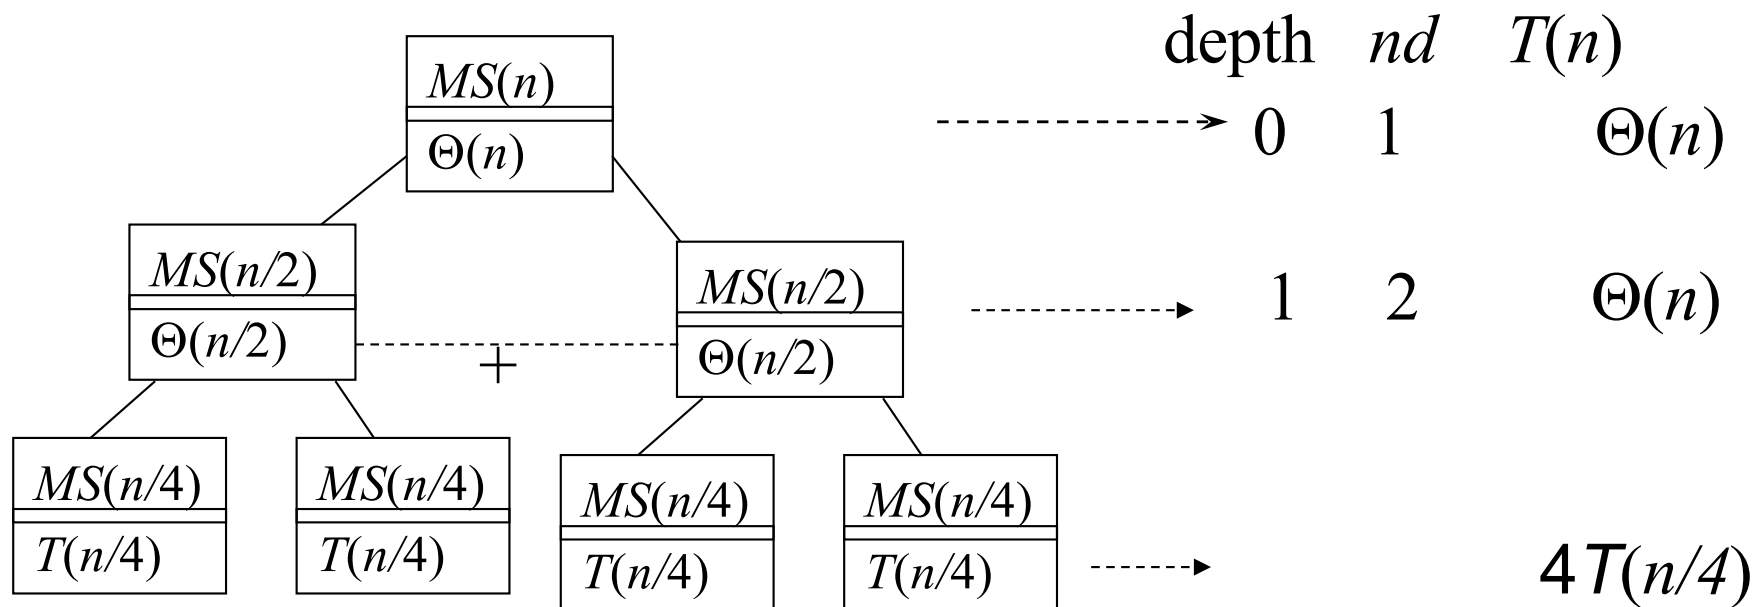 depth nd T(n)
MS(n)
Θ(n)
0 1 Θ(n)
MS(n/2)
Θ(n/2)
MS(n/2)
Θ(n/2)
+
1 2 Θ(n)
MS(n/4)
T(n/4)
MS(n/4)
T(n/4)
MS(n/4)
T(n/4)
MS(n/4)
T(n/4)
4T(n/4)